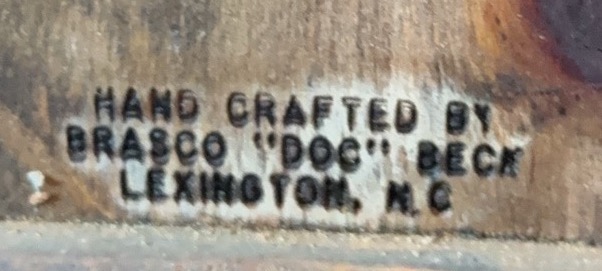 HAND CRAFTED BY
BRASCO "DOC" BECK
LEXINGTON, N.C